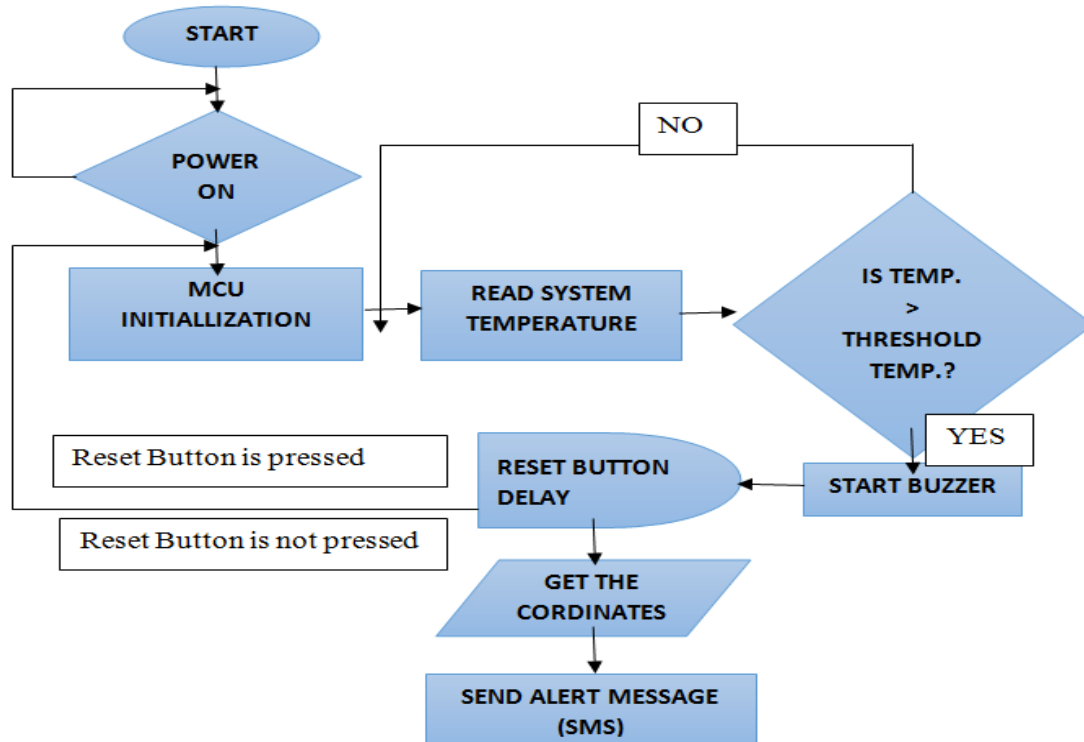 START
NO
POWER
ON
MCU
INITIALLIZATION
READ SYSTEM
TEMPERATURE
IS TEMP.
>
THRESHOLD
TEMP.?
YES
Reset Button is pressed
RESET BUTTON
DELAY
START BUZZER
Reset Button is not pressed
GET THE
CORDINATES
SEND ALERT MESSAGE
(SMS)